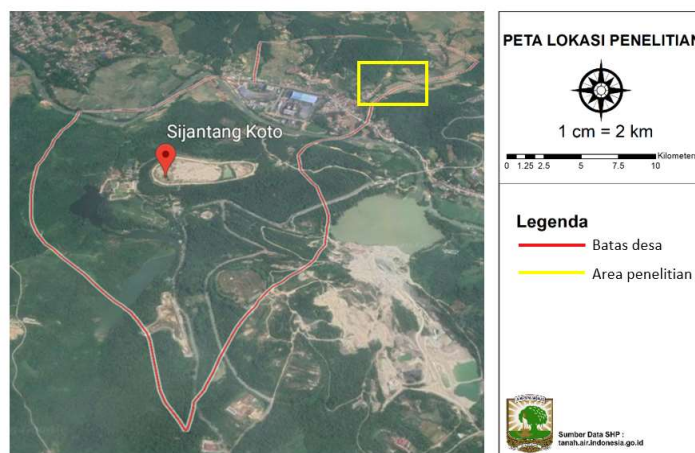 Sijantang Koto
PETA LOKASI PENELITIAN
1 cm = 2 km
Kilometers
0 1.25 2.5 5 7.5 10
Legenda
Batas desa
Area penelitian
Sumber Data SHP :
tanah.air.indonesia.go.id